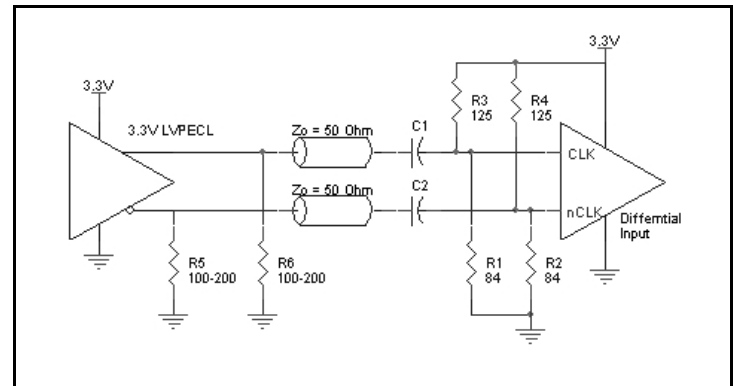 3.3V
3.3V
3.3V LVPECL
Zo = 50 Ohm
C1
R3
125
R4
125
CLK
Zo = 50 Ohm
C2
nCLK
Differntial
Input
R5
100-200
R6
100-200
R1
84
R2
84